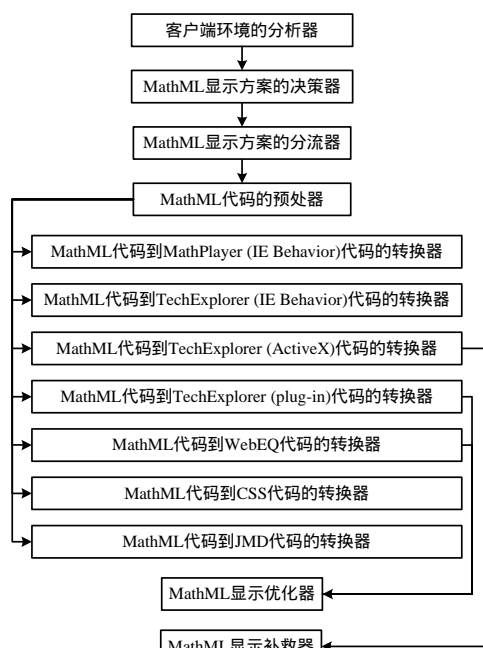 客户端环境的分析器
MathML显示方案的决策器
MathML显示方案的分流器
MathML代码的预处器
MathML代码到MathPlayer (IE Behavior)代码的转换器
MathML代码到TechExplorer (IE Behavior)代码的转换器
MathML代码到TechExplorer (ActiveX)代码的转换器
MathML代码到TechExplorer (plug-in)代码的转换器
MathML代码到WebEQ代码的转换器
MathML代码到CSS代码的转换器
MathML代码到JMD代码的转换器
MathML显示优化器
MathML显示补救器